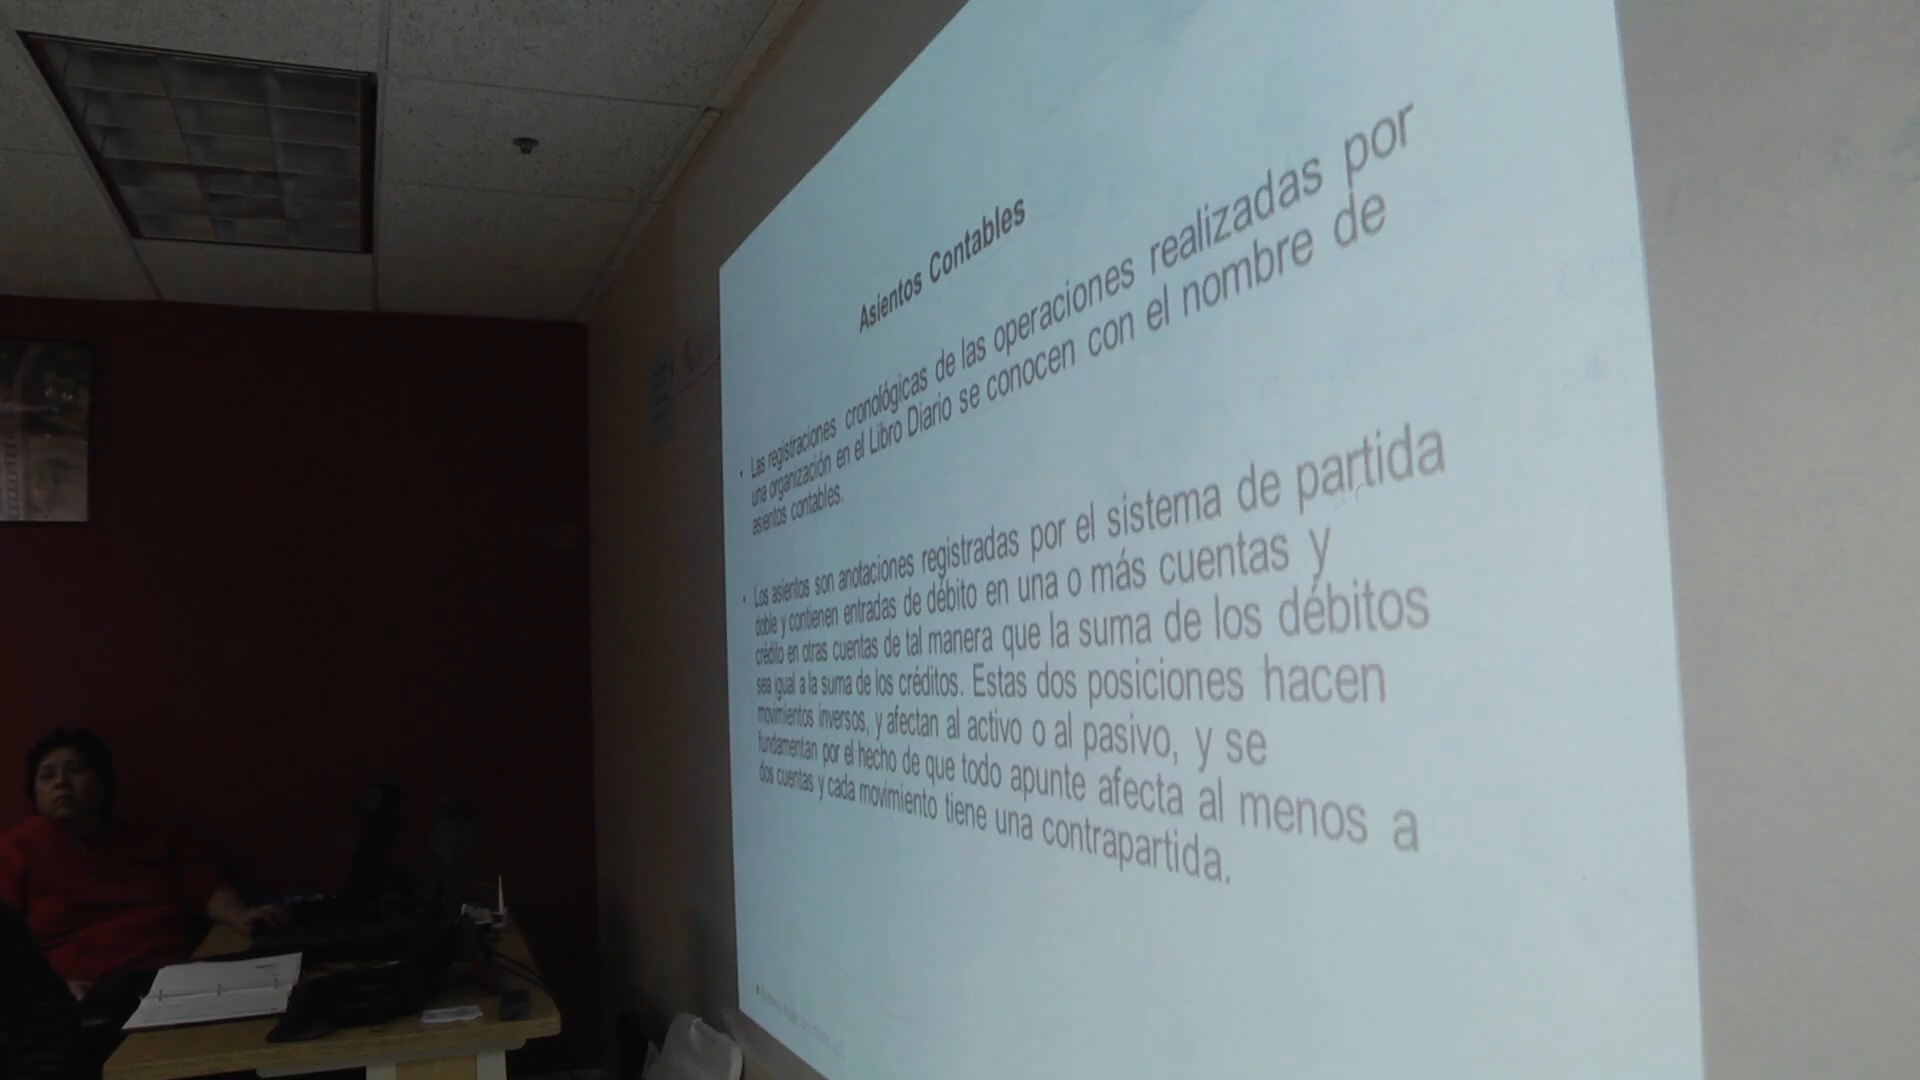 Asientos Contables
• Las registraciones cronológicas de las operaciones realizadas por
una organización en el Libro Diario se conocen con el nombre de
asientos contables.
• Los asientos son anotaciones registradas por el sistema de partida
doble y contienen entradas de débito en una o más cuentas y
crédito en otras cuentas de tal manera que la suma de los débitos
sea igual a la suma de los créditos. Estas dos posiciones hacen
movimientos inversos, y afectan al activo o al pasivo, y se
fundamentan por el hecho de que todo apunte afecta al menos a
dos cuentas y cada movimiento tiene una contrapartida.